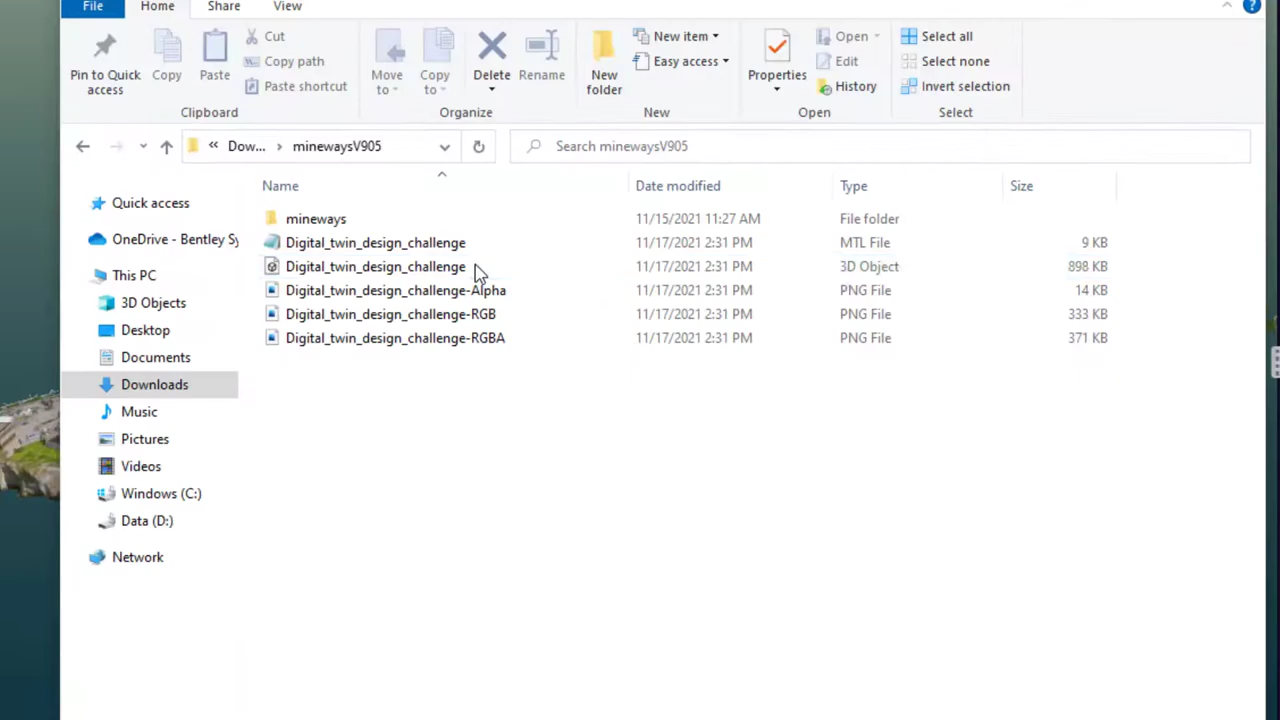 File Home Share View
Pin to Quick access
Copy
Paste
Cut
Copy path
Paste shortcut
Clipboard
Move to
Copy to
Delete
Rename
Organize
New folder
New item
Easy access
New
Properties
Open
Edit
History
Open
Select all
Select none
Invert selection
Select
« Dow... › minewaysV905
Search minewaysV905
Name Date modified Type Size
Quick access
OneDrive - Bentley Sy
This PC
3D Objects
Desktop
Documents
Downloads
Music
Pictures
Videos
Windows (C:)
Data (D:)
Network
mineways 11/15/2021 11:27 AM File folder
Digital_twin_design_challenge 11/17/2021 2:31 PM MTL File 9 KB
Digital_twin_design_challenge 11/17/2021 2:31 PM 3D Object 898 KB
Digital_twin_design_challenge-Alpha 11/17/2021 2:31 PM PNG File 14 KB
Digital_twin_design_challenge-RGB 11/17/2021 2:31 PM PNG File 333 KB
Digital_twin_design_challenge-RGBA 11/17/2021 2:31 PM PNG File 371 KB